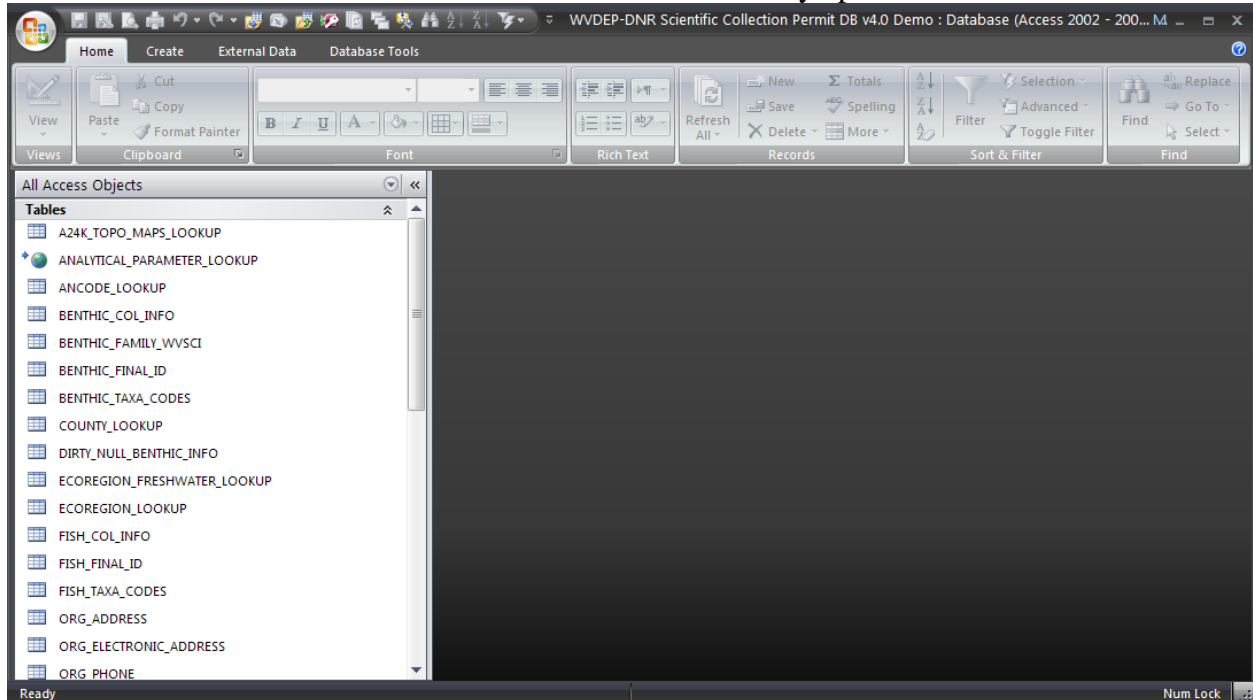 WVDEP-DNR Scientific Collection Permit DB v4.0 Demo : Database (Access 2002 - 200... M
Home Create External Data Database Tools
Cut New Σ Totals Selection Replace
Copy Save Spelling Advanced Go To
View Paste Format Painter B I U A Refresh All Delete More Filter Toggle Filter Find Select
Views Clipboard Font Rich Text Records Sort & Filter Find
All Access Objects
Tables
A24K_TOPO_MAPS_LOOKUP
ANALYTICAL_PARAMETER_LOOKUP
ANCODE_LOOKUP
BENTHIC_COL_INFO
BENTHIC_FAMILY_WVSCI
BENTHIC_FINAL_ID
BENTHIC_TAXA_CODES
COUNTY_LOOKUP
DIRTY_NULL_BENTHIC_INFO
ECOREGION_FRESHWATER_LOOKUP
ECOREGION_LOOKUP
FISH_COL_INFO
FISH_FINAL_ID
FISH_TAXA_CODES
ORG_ADDRESS
ORG_ELECTRONIC_ADDRESS
ORG_PHONE
Ready Num Lock